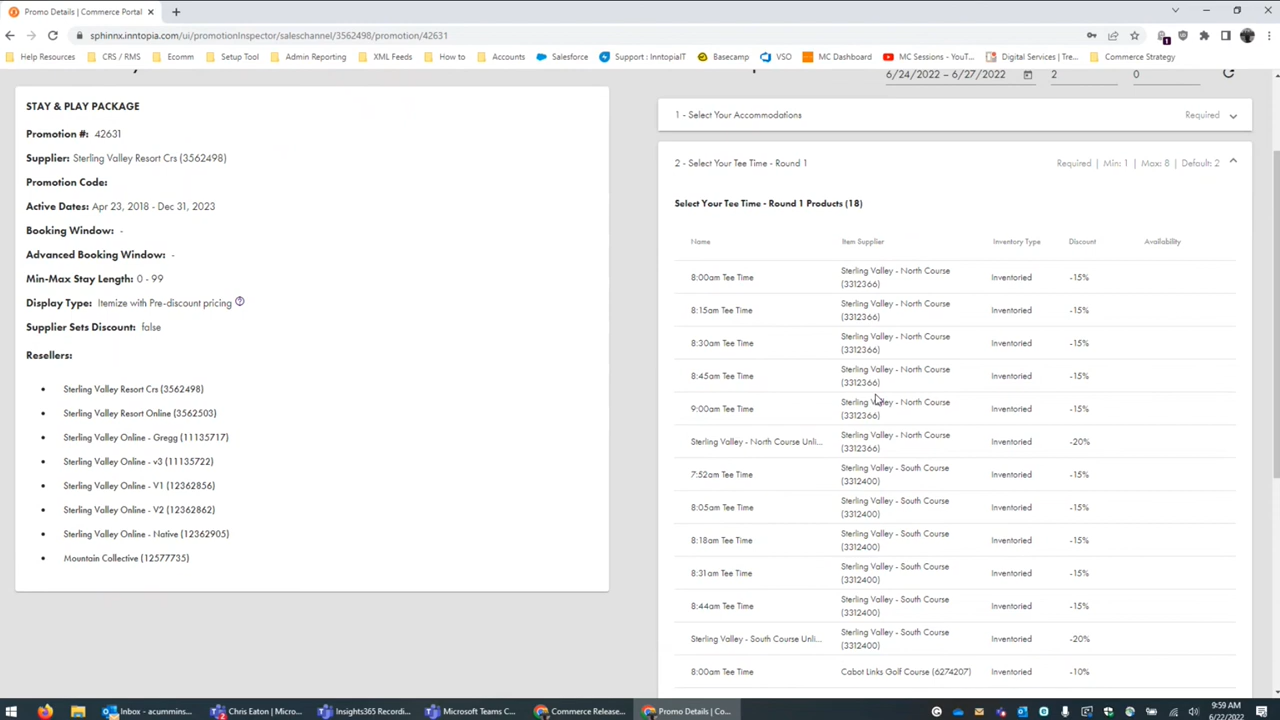 Promo Details | Commerce Portal
sphinnx.inntopia.com/ui/promotionInspector/saleschannel/3562498/promotion/42631
Help Resources CRS / RMS Ecomm Setup Tool Admin Reporting XML Feeds How to Accounts Salesforce Support : InntopiaIT Basecamp VSO MC Dashboard MC Sessions - YouT... Digital Services | Tre... Commerce Strategy
6/24/2022 – 6/27/2022 2 0
STAY & PLAY PACKAGE
Promotion #: 42631
Supplier: Sterling Valley Resort Crs (3562498)
Promotion Code:
Active Dates: Apr 23, 2018 - Dec 31, 2023
Booking Window: -
Advanced Booking Window: -
Min-Max Stay Length: 0 - 99
Display Type: Itemize with Pre-discount pricing ?
Supplier Sets Discount: false
Resellers:
• Sterling Valley Resort Crs (3562498)
• Sterling Valley Resort Online (3562503)
• Sterling Valley Online - Gregg (11135717)
• Sterling Valley Online - v3 (11135722)
• Sterling Valley Online - V1 (12362856)
• Sterling Valley Online - V2 (12362862)
• Sterling Valley Online - Native (12362905)
• Mountain Collective (12577735)
1 - Select Your Accommodations Required
2 - Select Your Tee Time - Round 1 Required | Min: 1 | Max: 8 | Default: 2
Select Your Tee Time - Round 1 Products (18)
Name Item Supplier Inventory Type Discount Availability
8:00am Tee Time Sterling Valley - North Course (3312366) Inventoried -15%
8:15am Tee Time Sterling Valley - North Course (3312366) Inventoried -15%
8:30am Tee Time Sterling Valley - North Course (3312366) Inventoried -15%
8:45am Tee Time Sterling Valley - North Course (3312366) Inventoried -15%
9:00am Tee Time Sterling Valley - North Course (3312366) Inventoried -15%
Sterling Valley - North Course Unli... Sterling Valley - North Course (3312366) Inventoried -20%
7:52am Tee Time Sterling Valley - South Course (3312400) Inventoried -15%
8:05am Tee Time Sterling Valley - South Course (3312400) Inventoried -15%
8:18am Tee Time Sterling Valley - South Course (3312400) Inventoried -15%
8:31am Tee Time Sterling Valley - South Course (3312400) Inventoried -15%
8:44am Tee Time Sterling Valley - South Course (3312400) Inventoried -15%
Sterling Valley - South Course Unli... Sterling Valley - South Course (3312400) Inventoried -20%
8:00am Tee Time Cabot Links Golf Course (6274207) Inventoried -10%
Inbox - acummins... Chris Eaton | Micro... Insights365 Recordi... Microsoft Teams C... Commerce Release... Promo Details | Co... 9:59 AM
6/22/2022